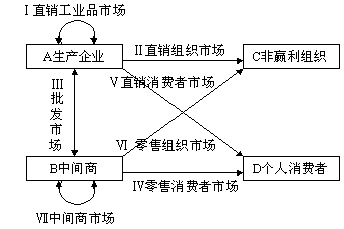 Ⅰ直销工业品市场
A生产企业
Ⅱ直销组织市场
C非赢利组织
Ⅴ直销消费者市场
Ⅲ批发市场
Ⅵ 零售组织市场
B中间商
D个人消费者
Ⅳ零售消费者市场
Ⅶ中间商市场